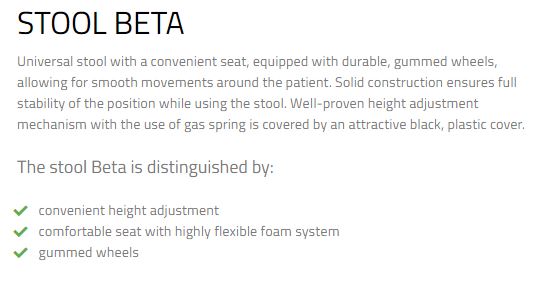 STOOL BETA
Universal stool with a convenient seat, equipped with durable, gummed wheels,
allowing for smooth movements around the patient. Solid construction ensures full
stability of the position while using the stool. Well-proven height adjustment
mechanism with the use of gas spring is covered by an attractive black, plastic cover.
The stool Beta is distinguished by:
convenient height adjustment
comfortable seat with highly flexible foam system
gummed wheels